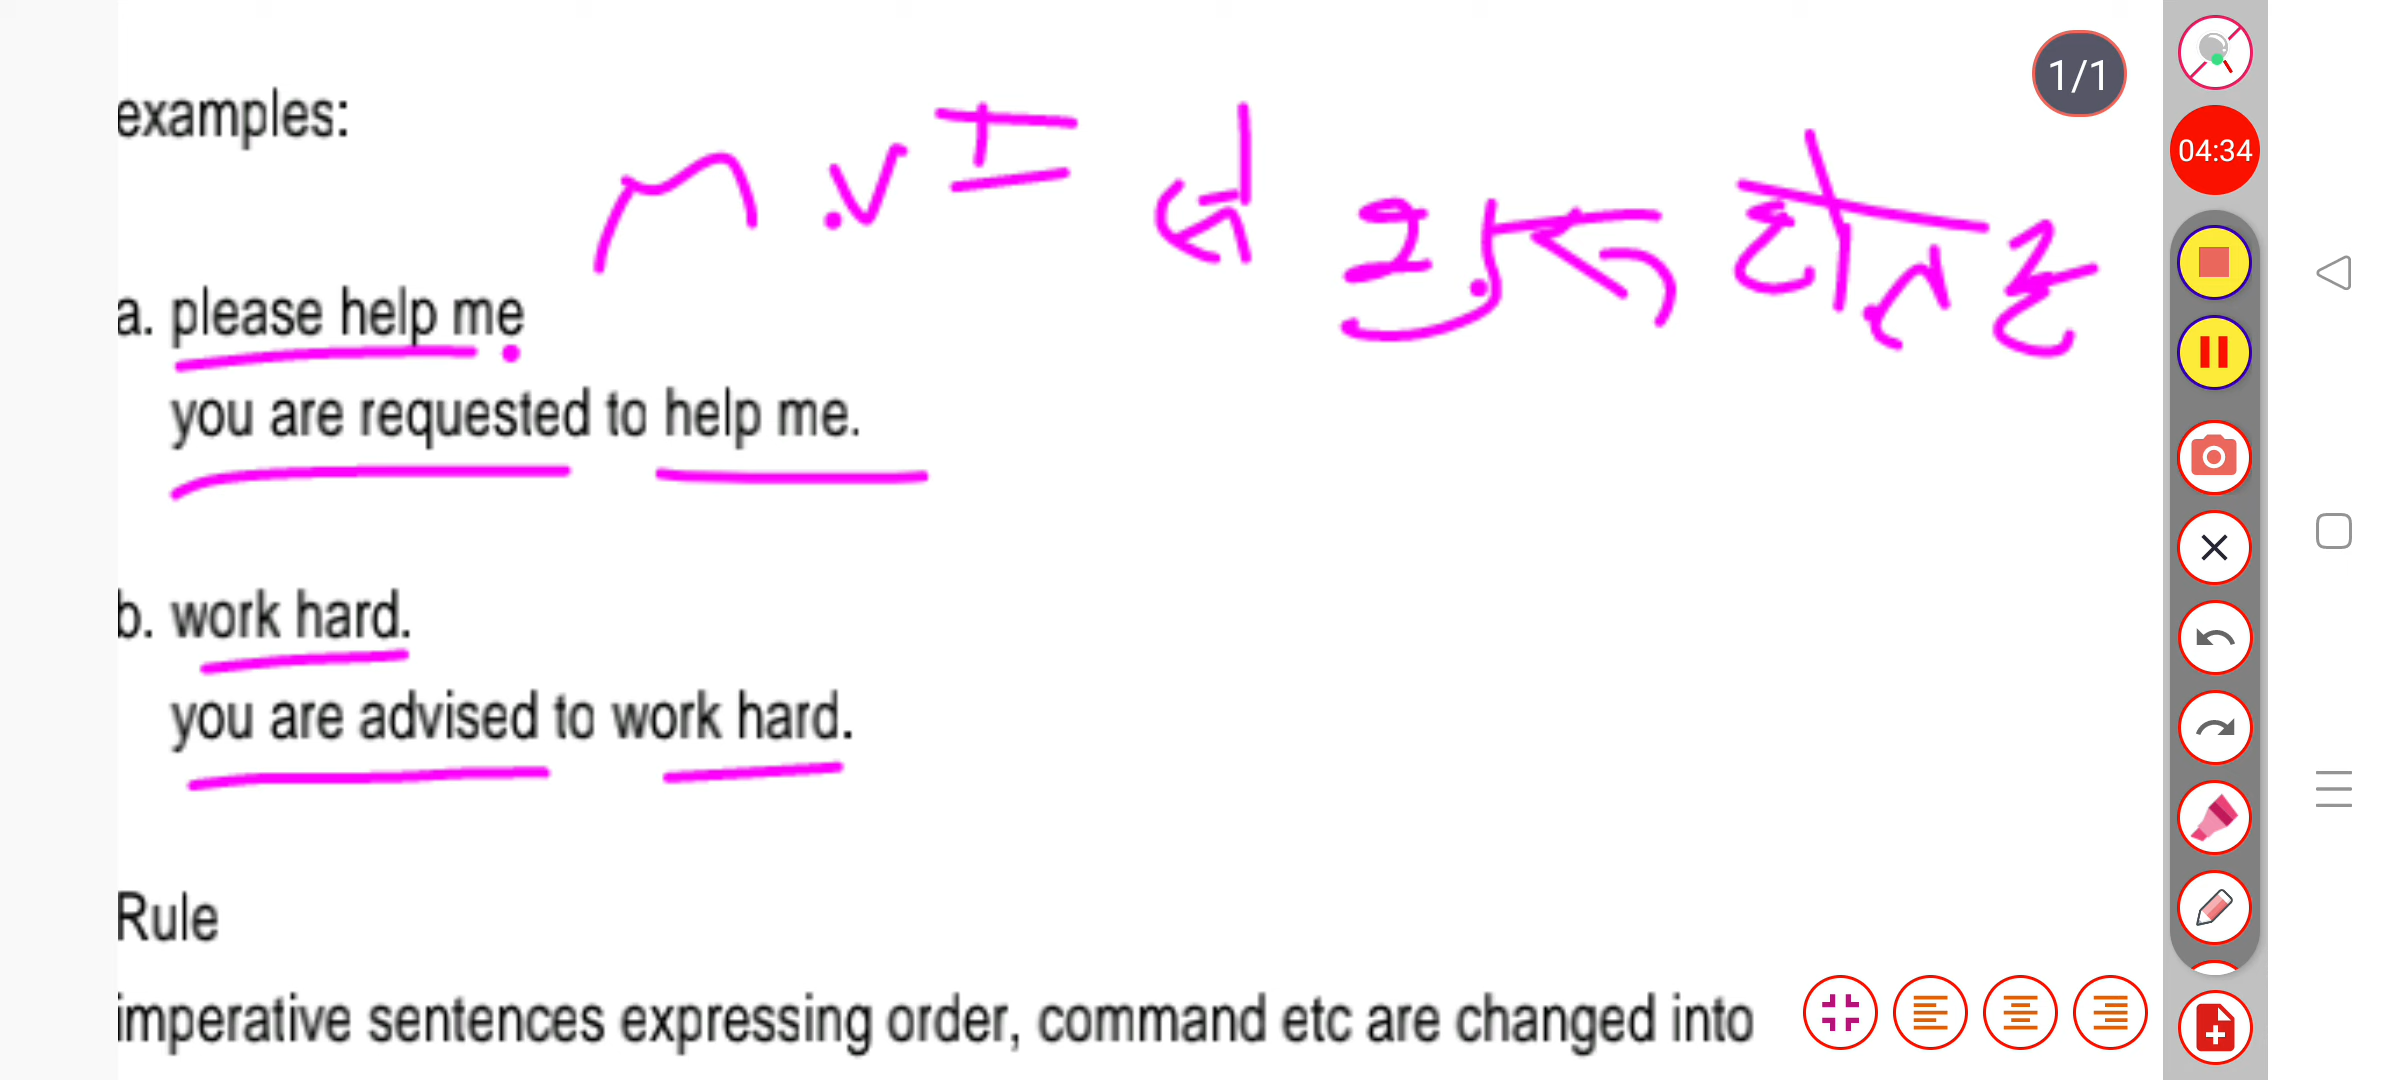 1/1
04:34
examples:
M.V I से शुरू होता है
a. please help me
you are requested to help me.
b. work hard.
you are advised to work hard.
Rule
imperative sentences expressing order, command etc are changed into